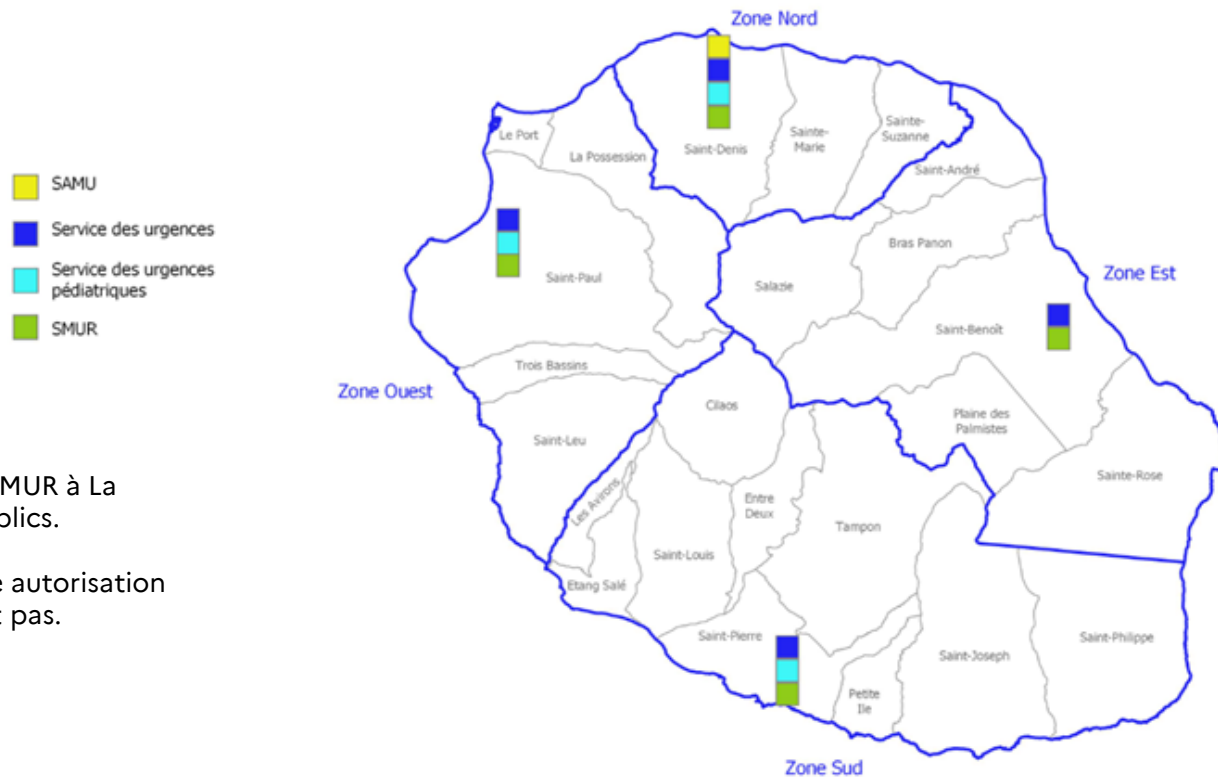 Zone Nord
Le Port
La Possession
Saint-Denis
Sainte-
Marie
Sainte-
Suzanne
Saint-André
SAMU
Service des urgences
Service des urgences
pédiatriques
SMUR
Saint-Paul
Bras Panon
Salazie
Zone Est
Saint-Benoît
Trois Bassins
Zone Ouest
Cilaos
Plaine des
Palmistes
Saint-Leu
Sainte-Rose
MUR à La
blics.
Les Avirons
Entre
Deux
Tampon
Saint-Louis
e autorisation
t pas.
Etang Salé
Saint-Pierre
Saint-Joseph
Saint-Philippe
Petite
Ile
Zone Sud